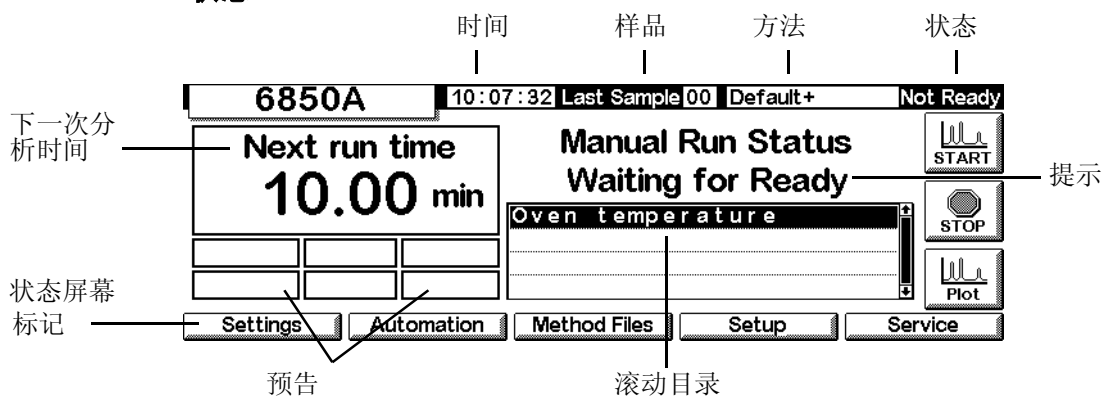 时间 样品 方法 状态
6850A 10:07:32 Last Sample 00 Default+ Not Ready
下一次分
析时间
Next run time
10.00 min
Manual Run Status
Waiting for Ready
START
提示
Oven temperature
STOP
Plot
状态屏幕
标记
Settings Automation Method Files Setup Service
预告 滚动目录